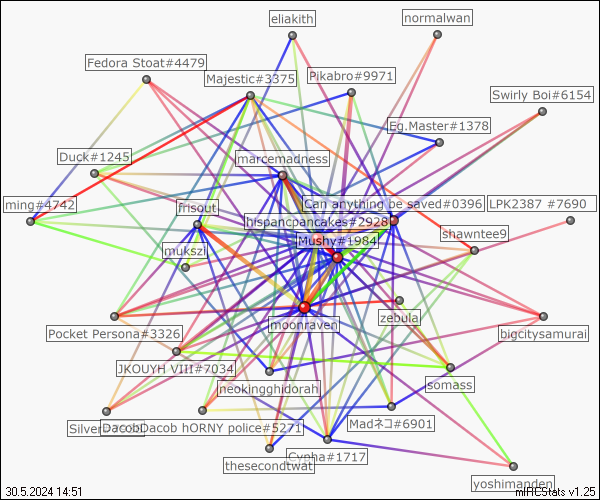 eliakith
normalwan
Fedora Stoat#4479
Majestic#3375
Pikabro#9971
Swirly Boi#6154
Eg.Master#1378
Duck#1245
marcemadness
ming#4742
frisout
Can anything be saved#0396
LPK2387 #7690
hispancpancakes#2928
Mushy#1984
shawntee9
mukszi
moonraven
zebula
Pocket Persona#3326
bigcitysamurai
JKOUYH VIII#7034
neokingghidorah
somass
DacobDacob hORNY police#5271
Madネコ#6901
thesecondtwat
Cypha#1717
yoshimanden
30.5.2024 14:51
mIRCStats v1.25